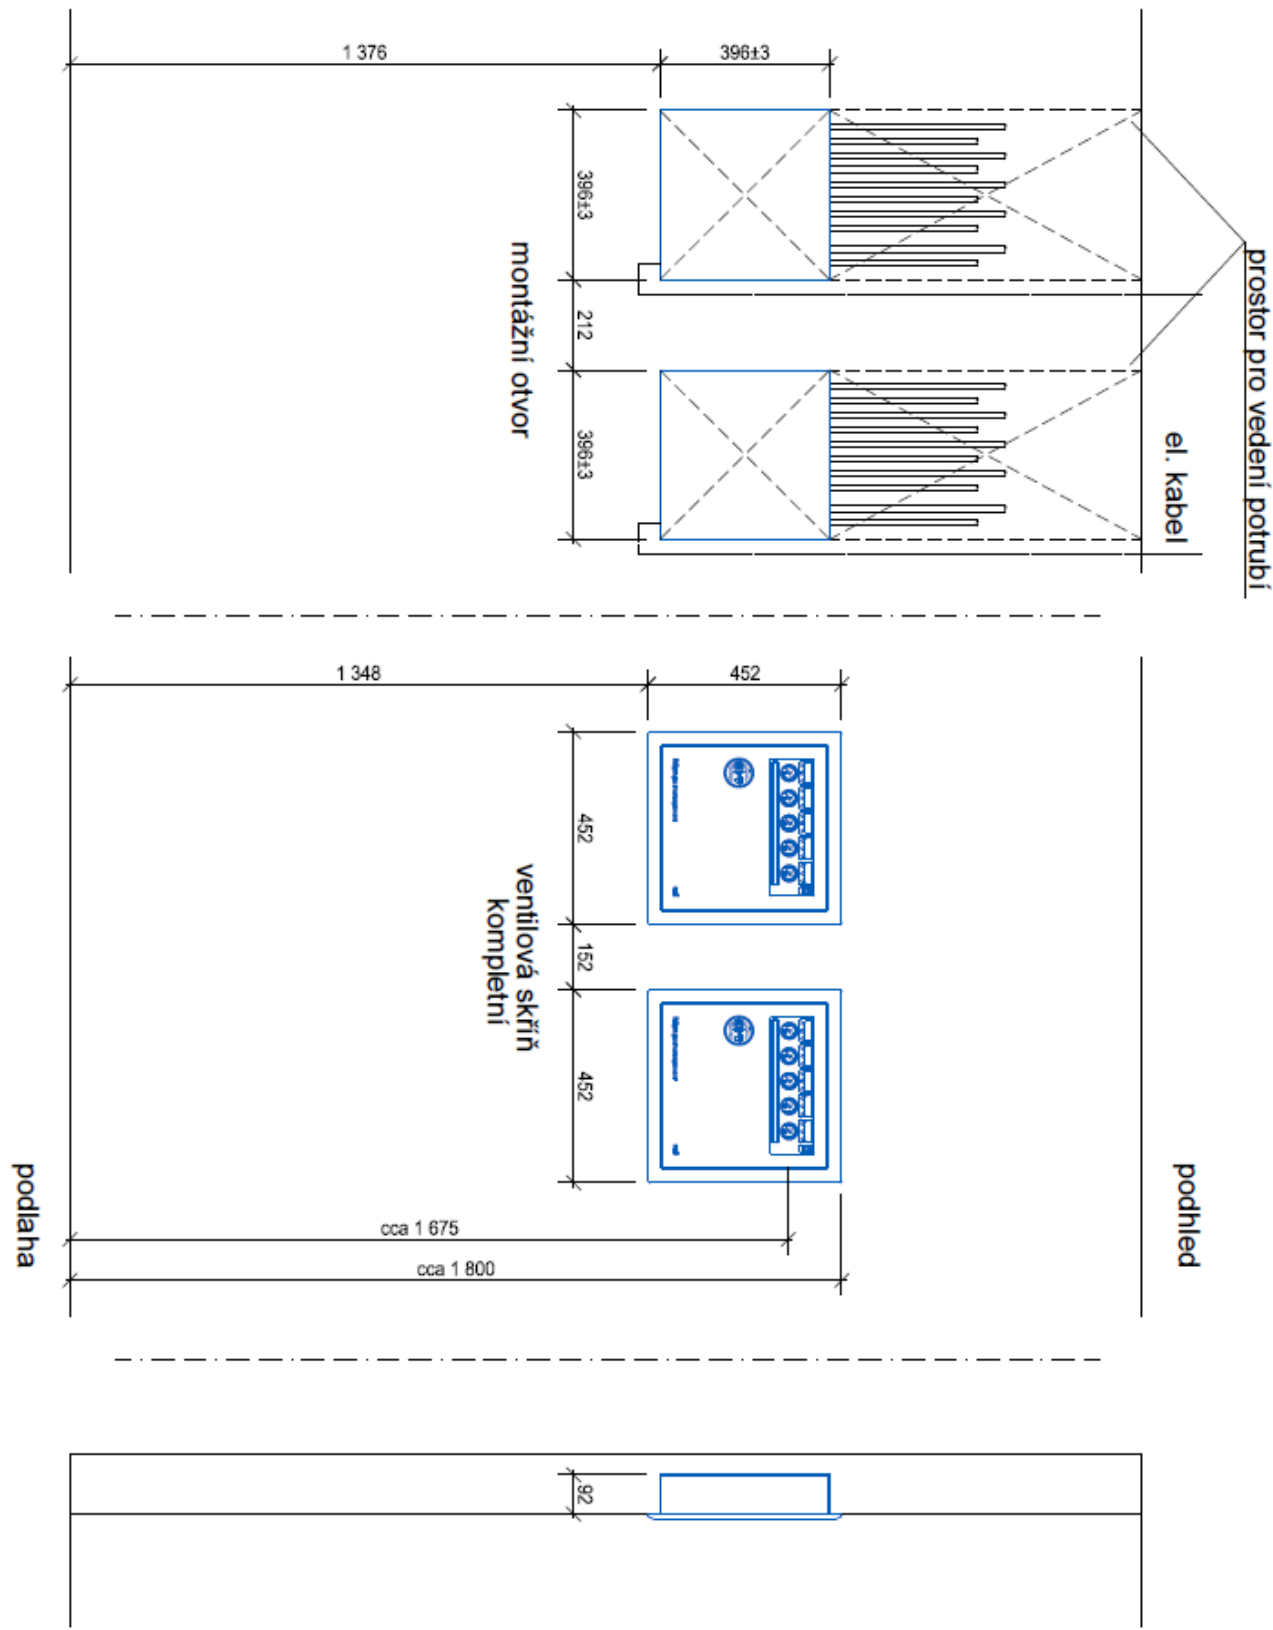 1 376
396±3
396±3
212
396±3
montážní otvor
prostor pro vedení potrubí
el. kabel
1 348
452
452
152
452
ventilová skříň
kompletní
cca 1 675
cca 1 800
podlaha
podhled
92